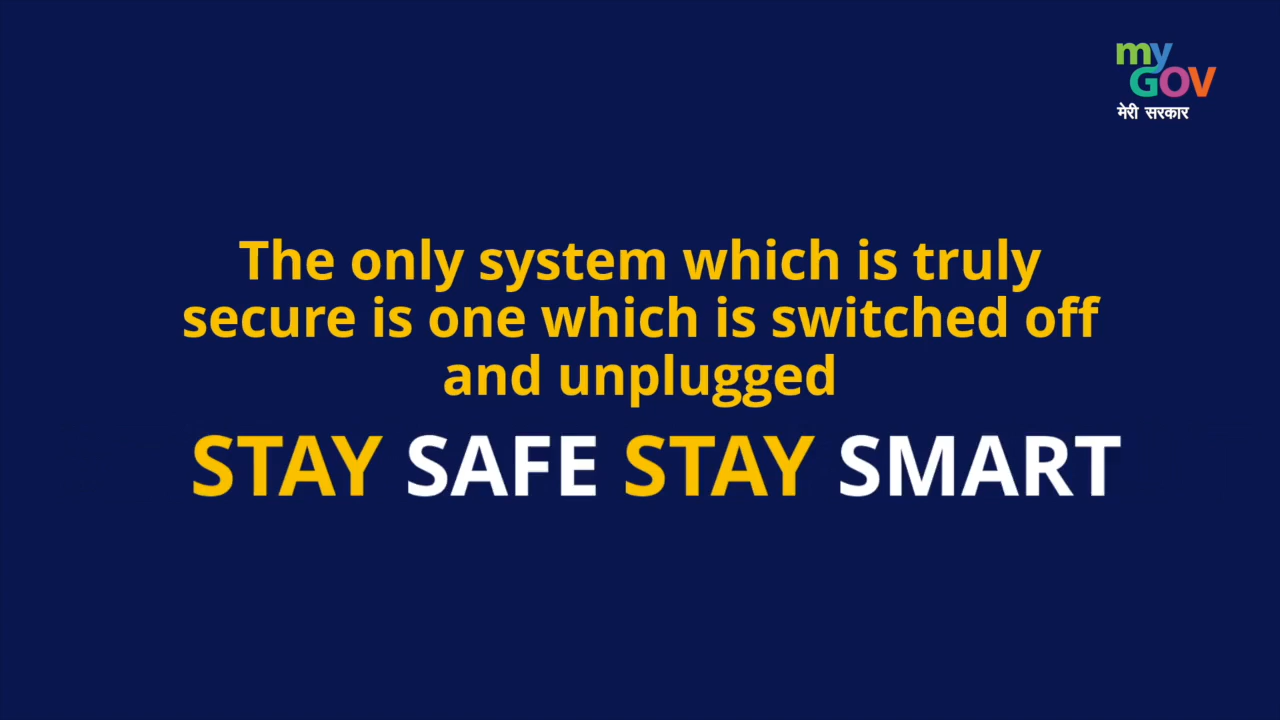 my
GOV
मेरी सरकार
The only system which is truly
secure is one which is switched off
and unplugged
STAY SAFE STAY SMART